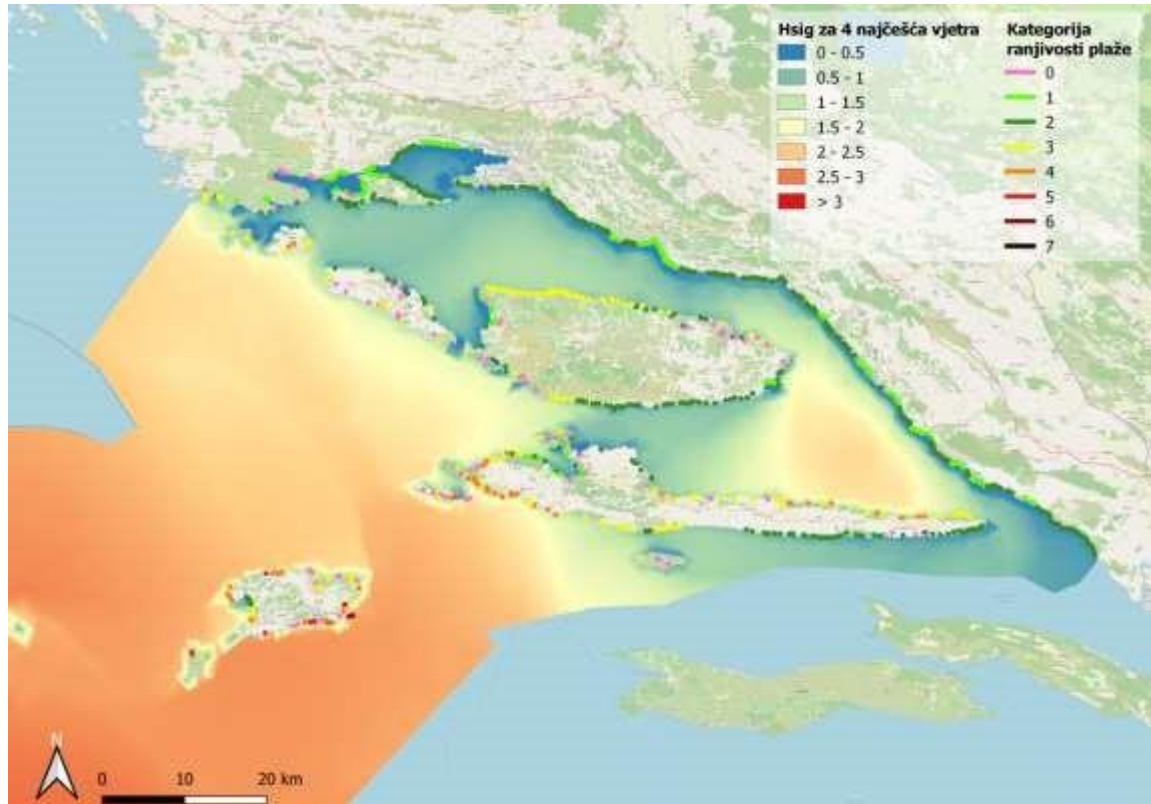 Hsig za 4 najčešća vjetra
0 - 0.5
0.5 - 1
1 - 1.5
1.5 - 2
2 - 2.5
2.5 - 3
> 3
Kategorija
ranjivosti plaže
0
1
2
3
4
5
6
7
N
0 10 20 km